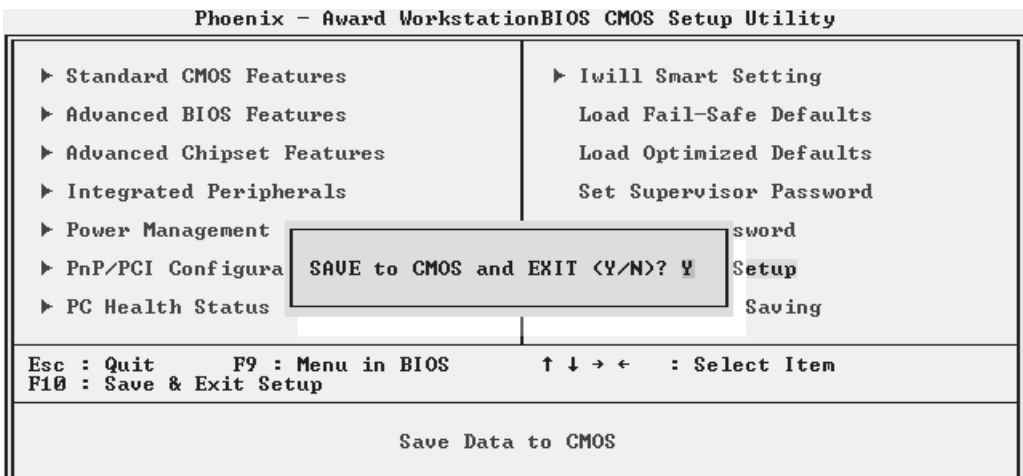 Phoenix - Award WorkstationBIOS CMOS Setup Utility
▶ Standard CMOS Features
▶ Advanced BIOS Features
▶ Advanced Chipset Features
▶ Integrated Peripherals
▶ Power Management
▶ PnP/PCI Configura
▶ PC Health Status
▶ Iwill Smart Setting
Load Fail-Safe Defaults
Load Optimized Defaults
Set Supervisor Password
sword
Setup
Saving
SAVE to CMOS and EXIT (Y/N)? Y
Esc : Quit F9 : Menu in BIOS ↑ ↓ → ← : Select Item
F10 : Save & Exit Setup
Save Data to CMOS